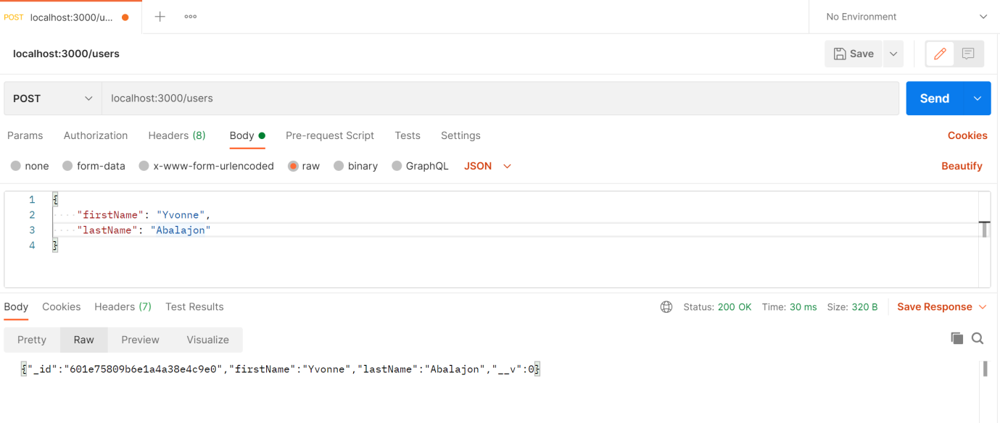 POST localhost:3000/u... No Environment
localhost:3000/users Save
POST localhost:3000/users Send
Params Authorization Headers (8) Body Pre-request Script Tests Settings Cookies
none form-data x-www-form-urlencoded raw binary GraphQL JSON Beautify
1 {
2 "firstName": "Yvonne",
3 "lastName": "Abalajon"
4 }
Body Cookies Headers (7) Test Results Status: 200 OK Time: 30 ms Size: 320 B Save Response
Pretty Raw Preview Visualize
{"_id":"601e75809b6e1a4a38e4c9e0","firstName":"Yvonne","lastName":"Abalajon","__v":0}